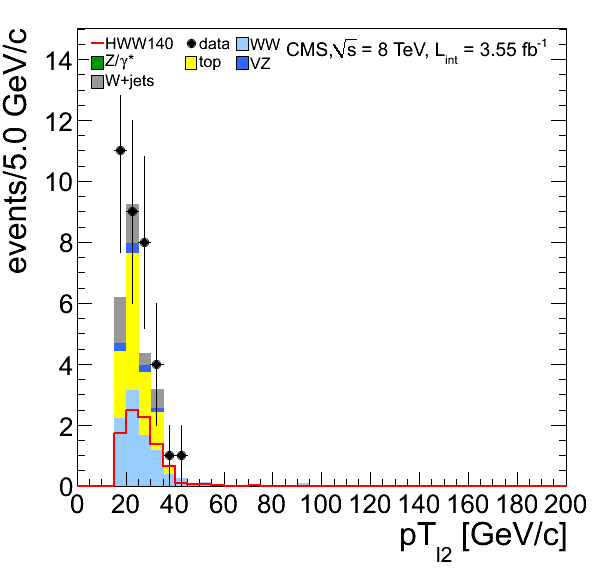 HWW140 data WW CMS,√s = 8 TeV, L_int = 3.55 fb^-1
Z/γ* top VZ
W+jets
events/5.0 GeV/c
14
12
10
8
6
4
2
0
0 20 40 60 80 100 120 140 160 180 200
pT_l2 [GeV/c]